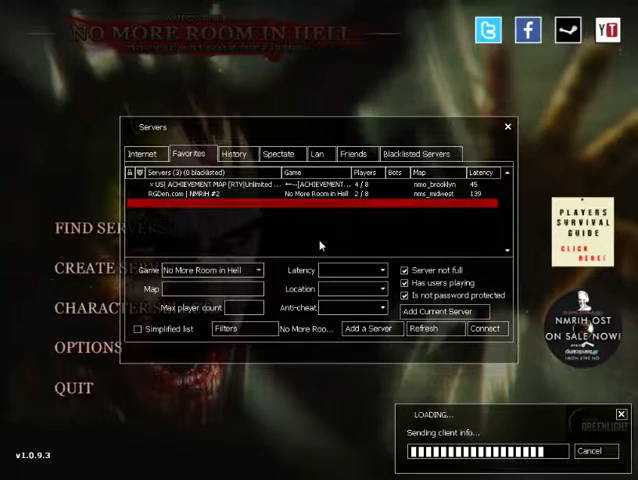 NO MORE ROOM IN HELL
Servers
Internet Favorites History Spectate Lan Friends Blacklisted Servers
Servers (3) (0 blacklisted) Game Players Bots Map Latency
× US| ACHIEVEMENT MAP [RTV|Unlimited ... ←--[ACHIEVEMENT... 4 / 8 nmo_brooklyn 45
RGDen.com | NMRiH #2 No More Room in Hell 2 / 8 nms_midwest 139
FIND SERVERS
CREATE
OPTIONS
QUIT
Game No More Room in Hell Latency Server not full
Map Location Has users playing
Max player count Anti-cheat Is not password protected
Add Current Server
Simplified list Filters No More Roo... Add a Server Refresh Connect
PLAYERS
SURVIVAL
GUIDE
CLICK
HERE!
NMRIH OST
ON SALE NOW!
LOADING...
Sending client info...
Cancel
GREENLIGHT
v1.0.9.3